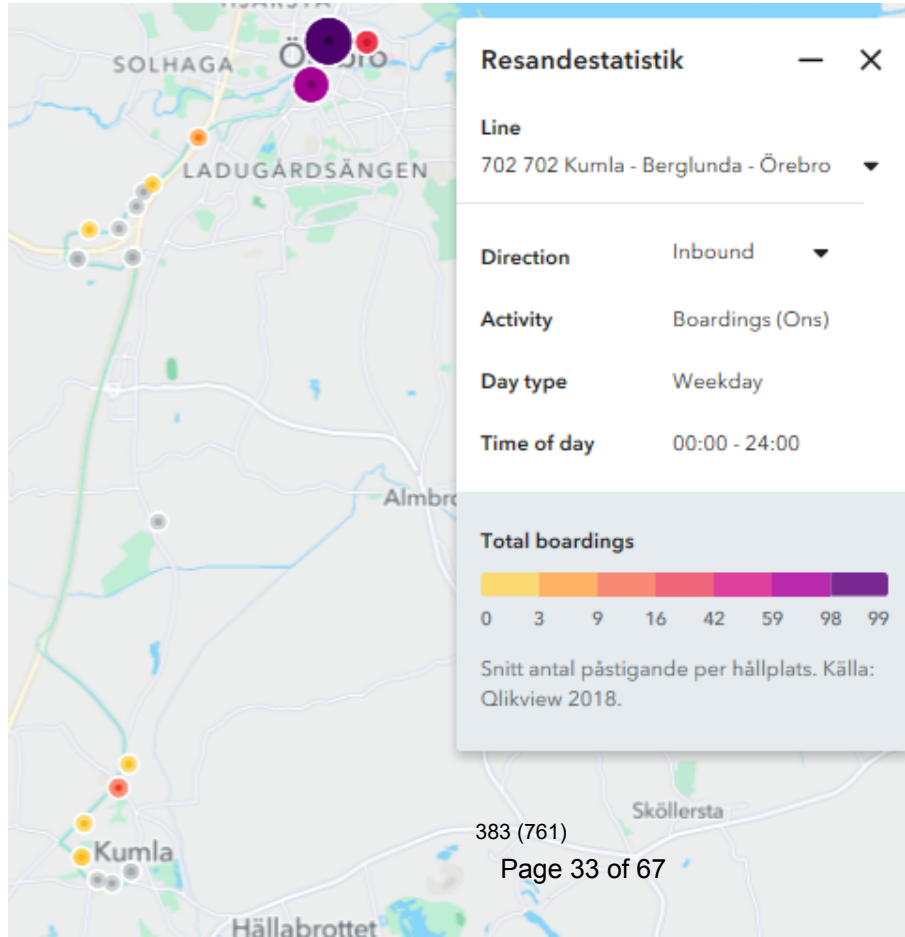 SOLHAGA
Örebro
LADUGÅRDSÄNGEN
Almbro
Kumla
Sköllersta
Hällabrottet
Resandestatistik
Line
702 702 Kumla - Berglunda - Örebro
Direction Inbound
Activity Boardings (Ons)
Day type Weekday
Time of day 00:00 - 24:00
Total boardings
0 3 9 16 42 59 98 99
Snitt antal påstigande per hållplats. Källa:
Qlikview 2018.
383 (761)
Page 33 of 67